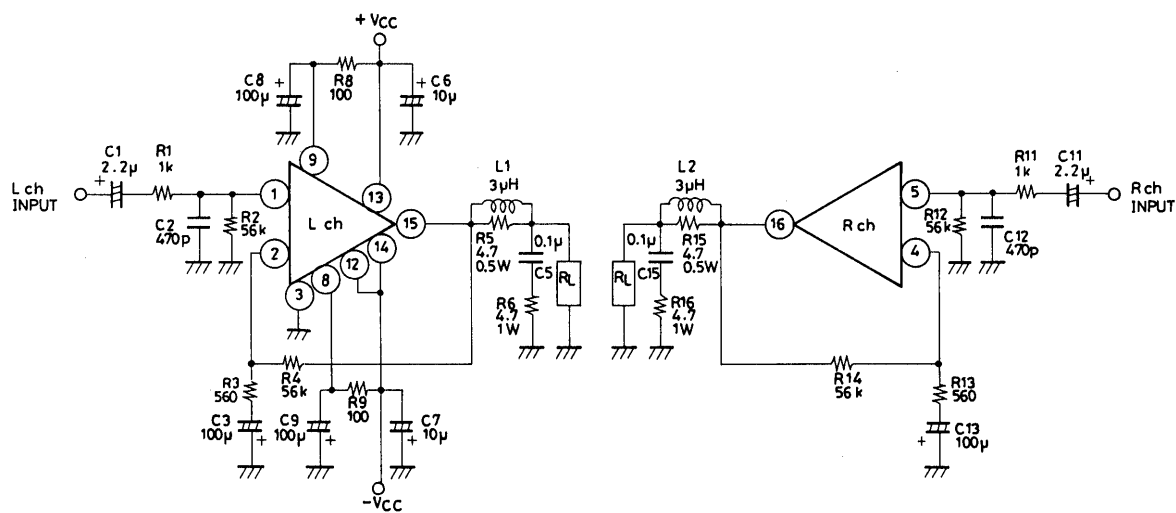 + VCC
C8 +
100μ
R8
100
+ C6
10μ
9
13
L ch
INPUT
+
C1
2.2μ
R1
1k
C2
470p
R2
56k
1
2
3
L ch
8
12
14
15
L1
3μH
R5
4.7
0.5W
0.1μ
C5
R6
4.7
1W
RL
R3
560
C3
100μ
+
R4
56k
C9
100μ
+
R9
100
C7
10μ
+
-VCC
L2
3μH
0.1μ
C15
R15
4.7
0.5W
R16
4.7
1W
RL
16
R ch
5
4
R12
56k
C12
470p
R11
1k
C11
2.2μ
+
R ch
INPUT
R14
56k
R13
560
C13
100μ
+